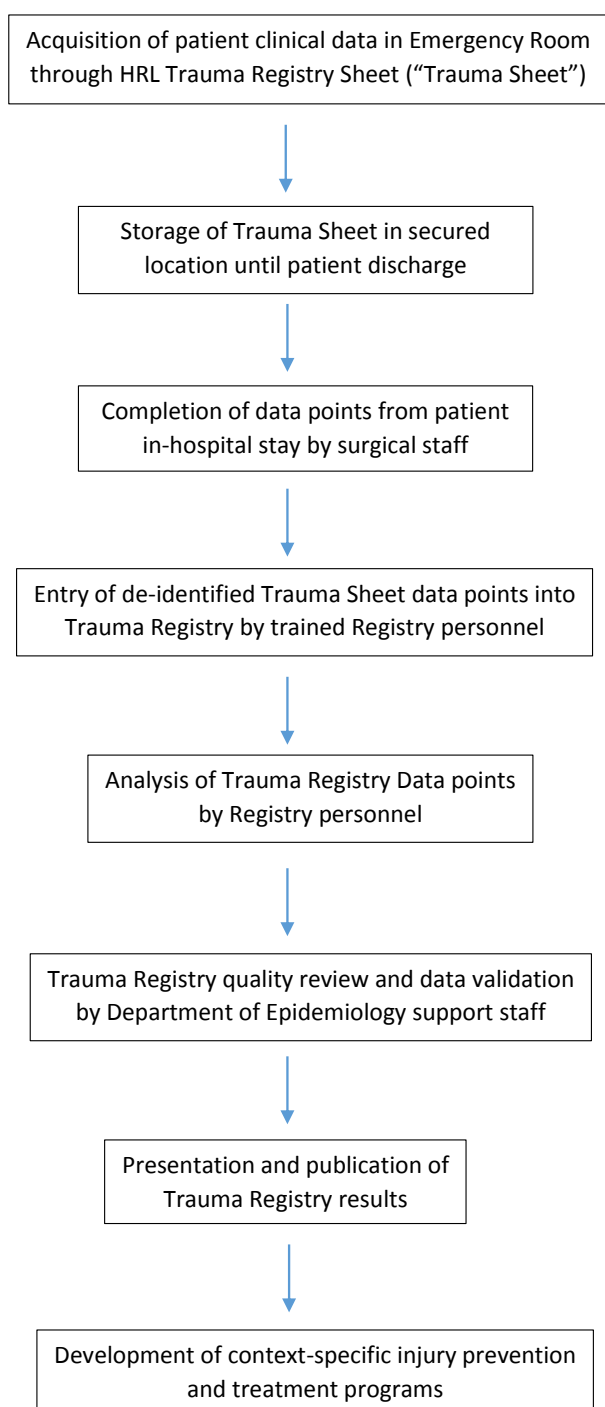 Acquisition of patient clinical data in Emergency Room
through HRL Trauma Registry Sheet (“Trauma Sheet”)
Storage of Trauma Sheet in secured
location until patient discharge
Completion of data points from patient
in-hospital stay by surgical staff
Entry of de-identified Trauma Sheet data points into
Trauma Registry by trained Registry personnel
Analysis of Trauma Registry Data points
by Registry personnel
Trauma Registry quality review and data validation
by Department of Epidemiology support staff
Presentation and publication of
Trauma Registry results
Development of context-specific injury prevention
and treatment programs